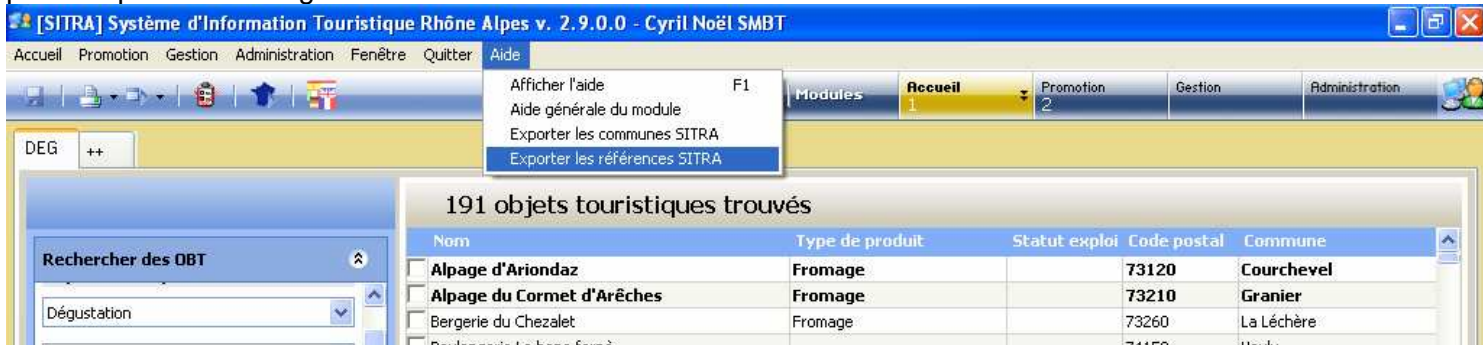 [SITRA] Système d'Information Touristique Rhône Alpes v. 2.9.0.0 - Cyril Noël SMBT
Accueil Promotion Gestion Administration Fenêtre Quitter Aide
Afficher l'aide F1
Aide générale du module
Exporter les communes SITRA
Exporter les références SITRA
Modules Accueil 1 Promotion 2 Gestion Administration
DEG ++
191 objets touristiques trouvés
Rechercher des OBT
Dégustation
Nom Type de produit Statut exploi Code postal Commune
Alpage d'Ariondaz Fromage 73120 Courchevel
Alpage du Cormet d'Arêches Fromage 73210 Granier
Bergerie du Chezalet Fromage 73260 La Léchère